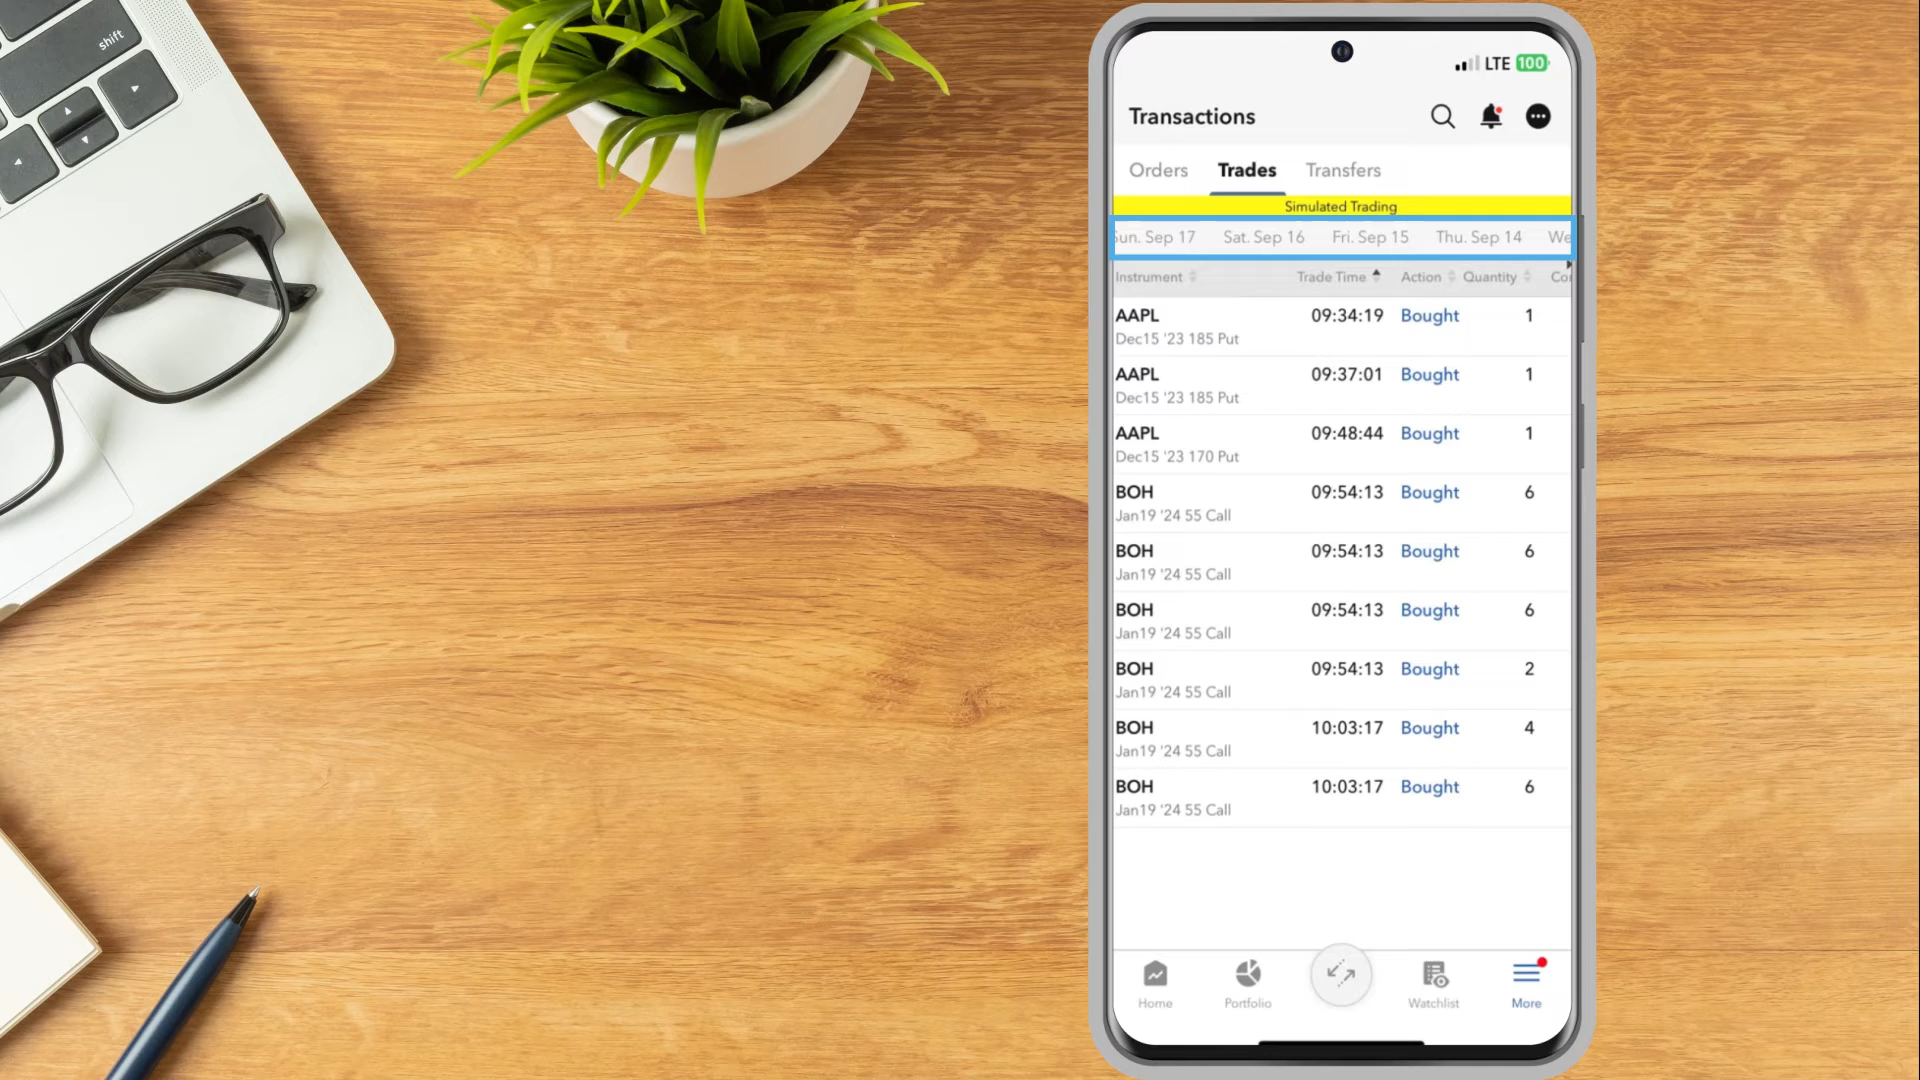 shift
LTE 100
Transactions
Orders Trades Transfers
Simulated Trading
Sun. Sep 17 Sat. Sep 16 Fri. Sep 15 Thu. Sep 14 We
Instrument Trade Time Action Quantity Co
AAPL 09:34:19 Bought 1
Dec15 '23 185 Put
AAPL 09:37:01 Bought 1
Dec15 '23 185 Put
AAPL 09:48:44 Bought 1
Dec15 '23 170 Put
BOH 09:54:13 Bought 6
Jan19 '24 55 Call
BOH 09:54:13 Bought 6
Jan19 '24 55 Call
BOH 09:54:13 Bought 6
Jan19 '24 55 Call
BOH 09:54:13 Bought 2
Jan19 '24 55 Call
BOH 10:03:17 Bought 4
Jan19 '24 55 Call
BOH 10:03:17 Bought 6
Jan19 '24 55 Call
Home Portfolio Watchlist More